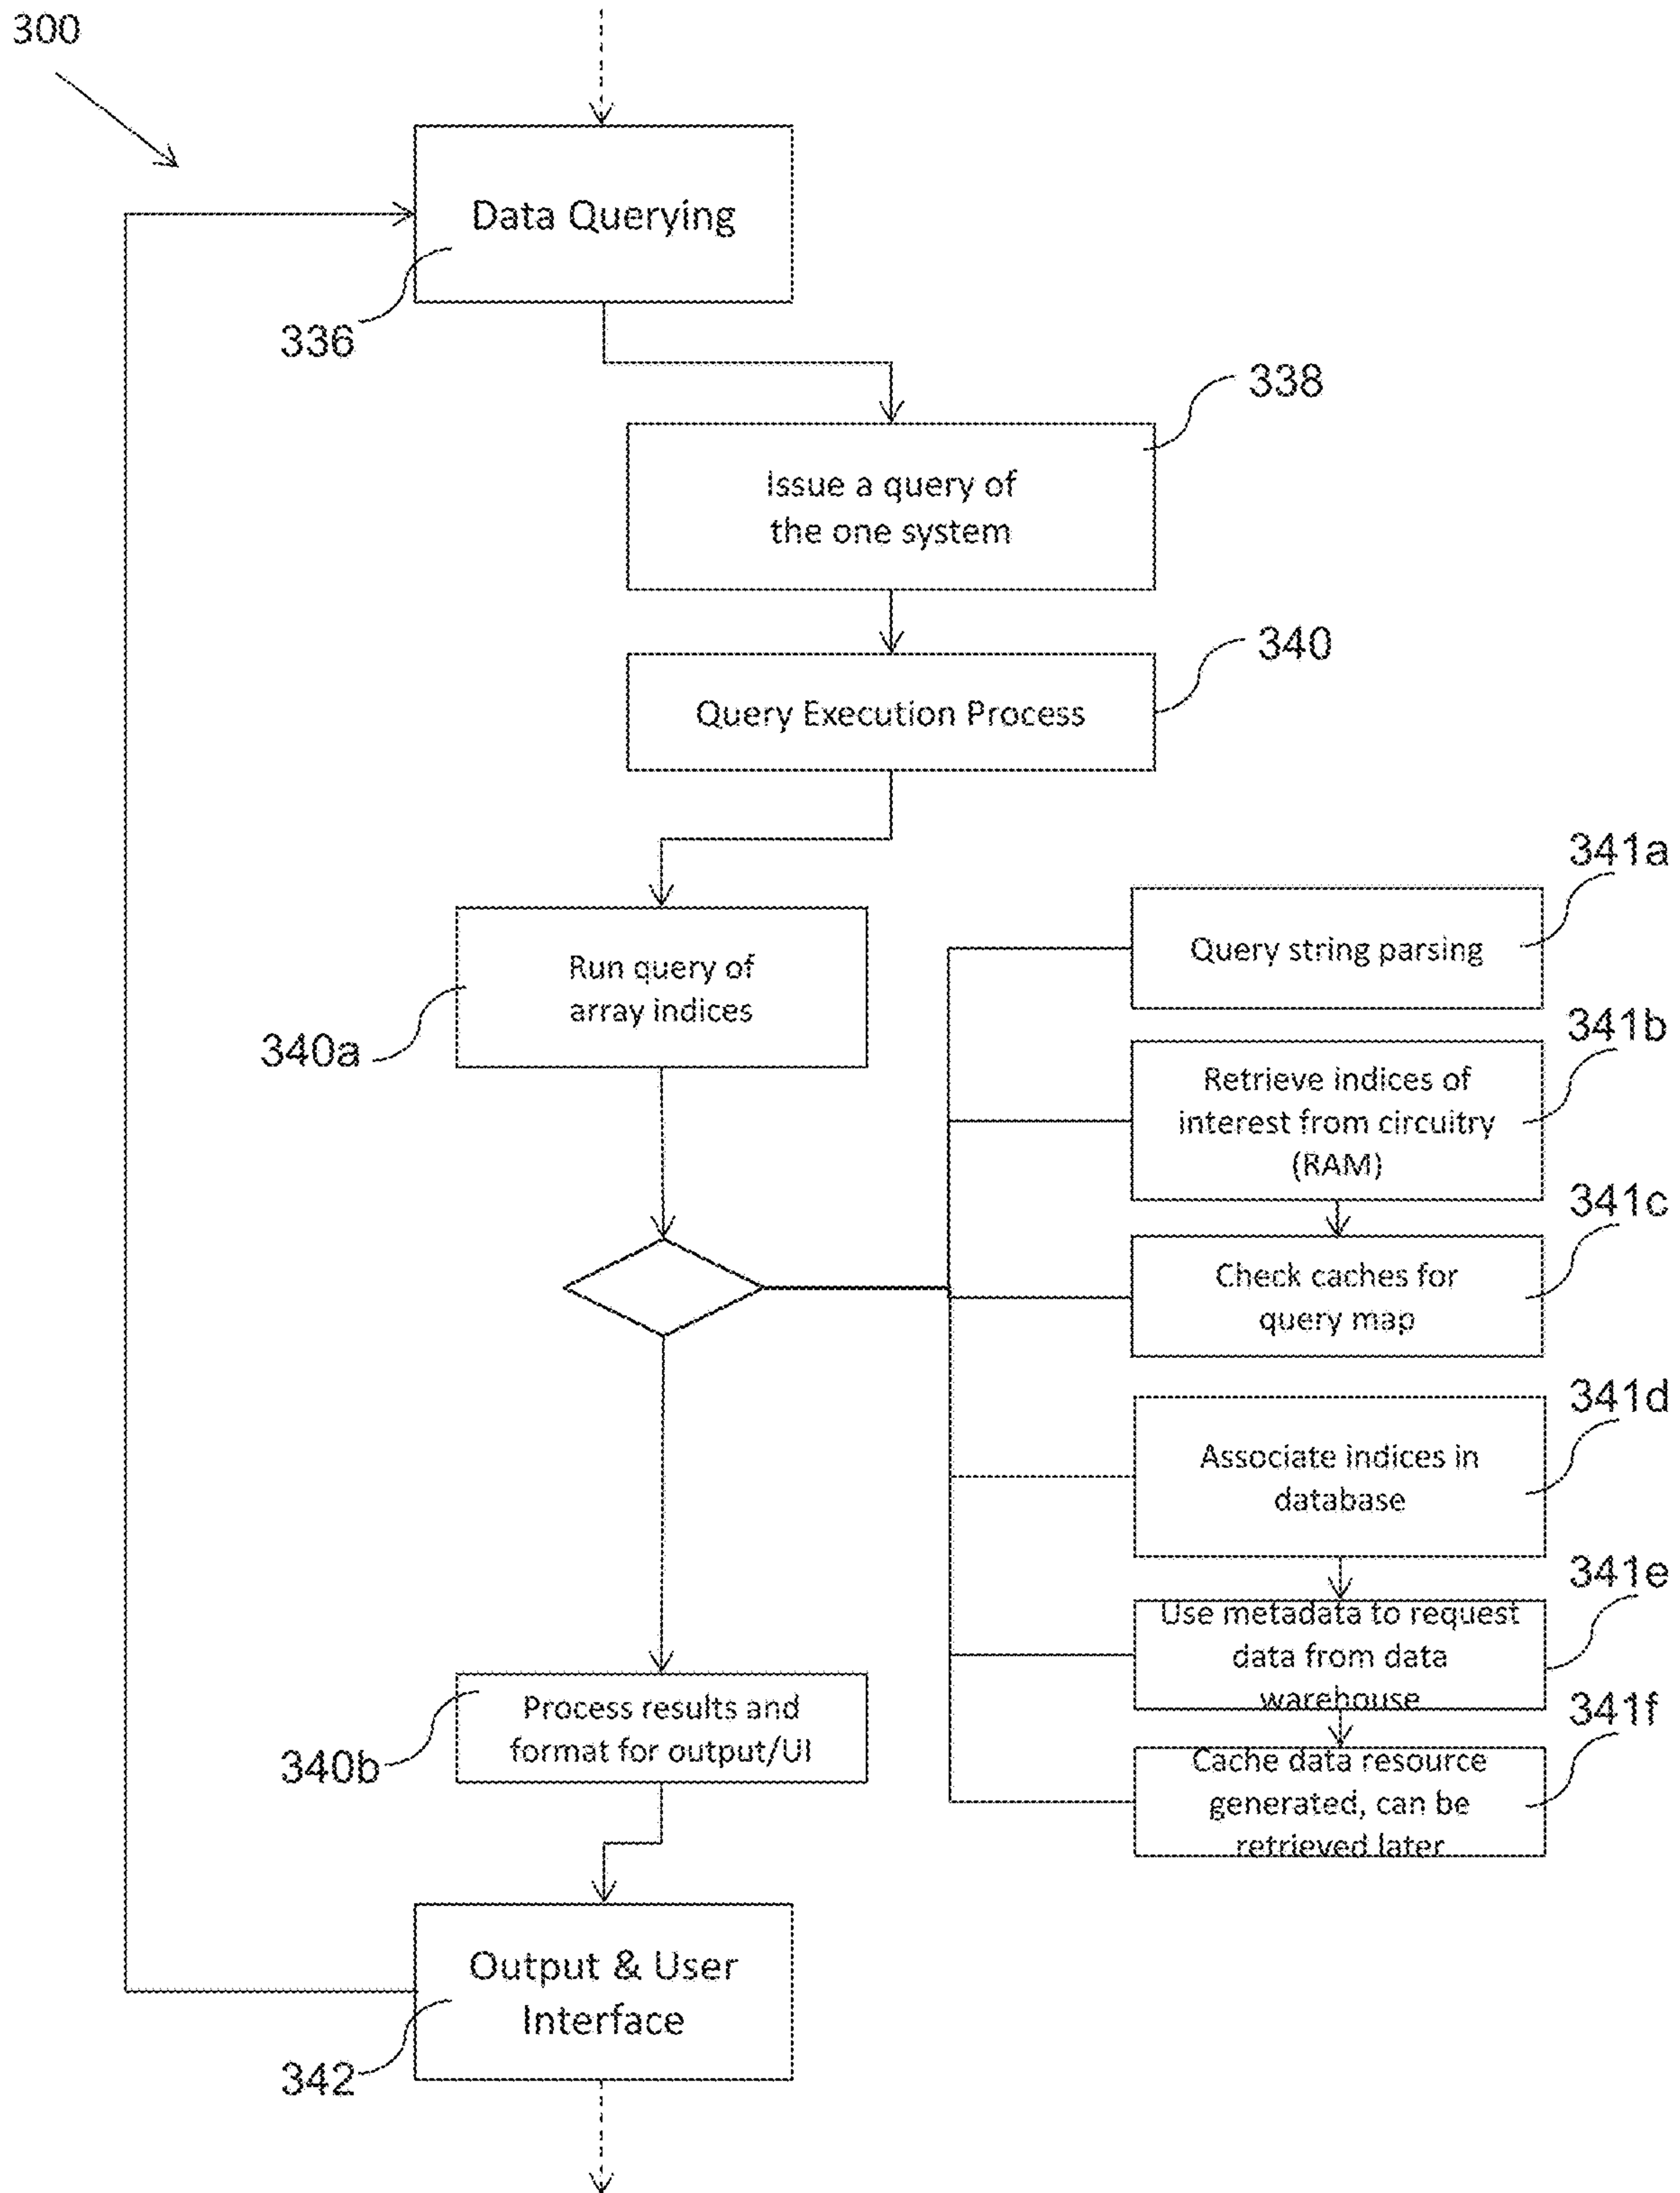 300
Data Querying
336
338
Issue a query of
the one system
340
Query Execution Process
341a
Query string parsing
Run query of
array indices
340a
341b
Retrieve indices of
interest from circuitry
(RAM)
341c
Check caches for
query map
341d
Associate indices in
database
341e
Use metadata to request
data from data
warehouse
340b
Process results and
format for output/UI
341f
Cache data resource
generated, can be
retrieved later
Output & User
Interface
342